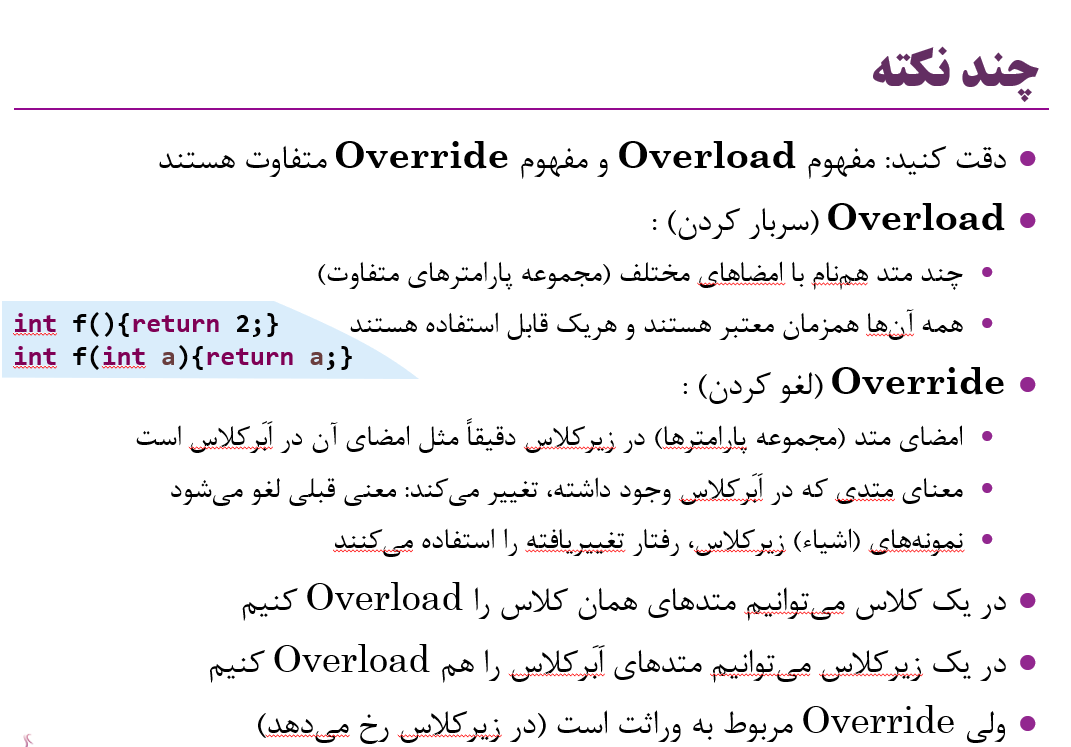 چند نکته
دقت کنید: مفهوم Overload و مفهوم Override متفاوت هستند
Overload (سربار کردن) :
چند متد هم‌نام با امضاهای مختلف (مجموعه پارامترهای متفاوت)
همه آن‌ها همزمان معتبر هستند و هریک قابل استفاده هستند
int f(){return 2;}
int f(int a){return a;}
Override (لغو کردن) :
امضای متد (مجموعه پارامترها) در زیرکلاس دقیقاً مثل امضای آن در اَبَرکلاس است
معنای متدی که در اَبَرکلاس وجود داشته، تغییر می‌کند: معنی قبلی لغو می‌شود
نمونه‌های (اشیاء) زیرکلاس، رفتار تغییریافته را استفاده می‌کنند
در یک کلاس می‌توانیم متدهای همان کلاس را Overload کنیم
در یک زیرکلاس می‌توانیم متدهای اَبَرکلاس را هم Overload کنیم
ولی Override مربوط به وراثت است (در زیرکلاس رخ می‌دهد)